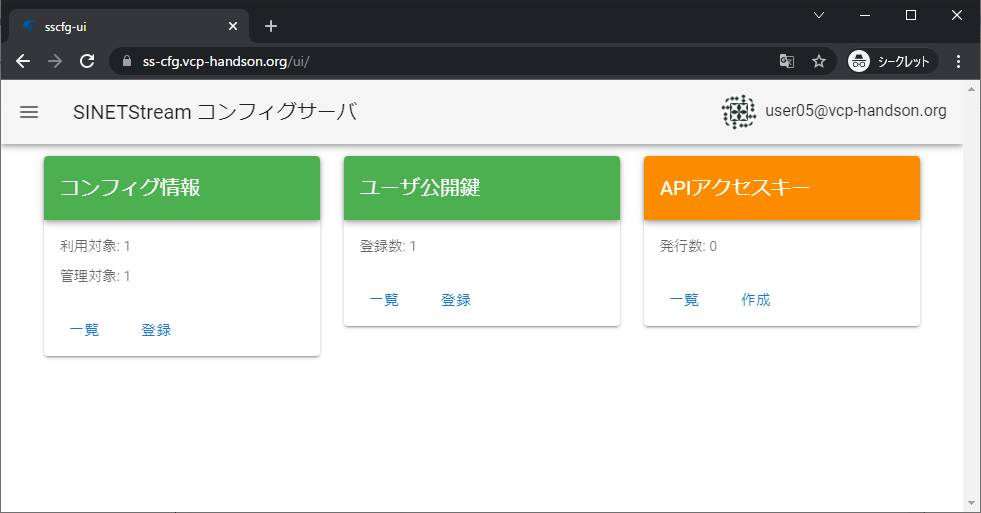 sscfg-ui
ss-cfg.vcp-handson.org/ui/
シークレット
SINETStream コンフィグサーバ
user05@vcp-handson.org
コンフィグ情報
利用対象: 1
管理対象: 1
一覧 登録
ユーザ公開鍵
登録数: 1
一覧 登録
APIアクセスキー
発行数: 0
一覧 作成